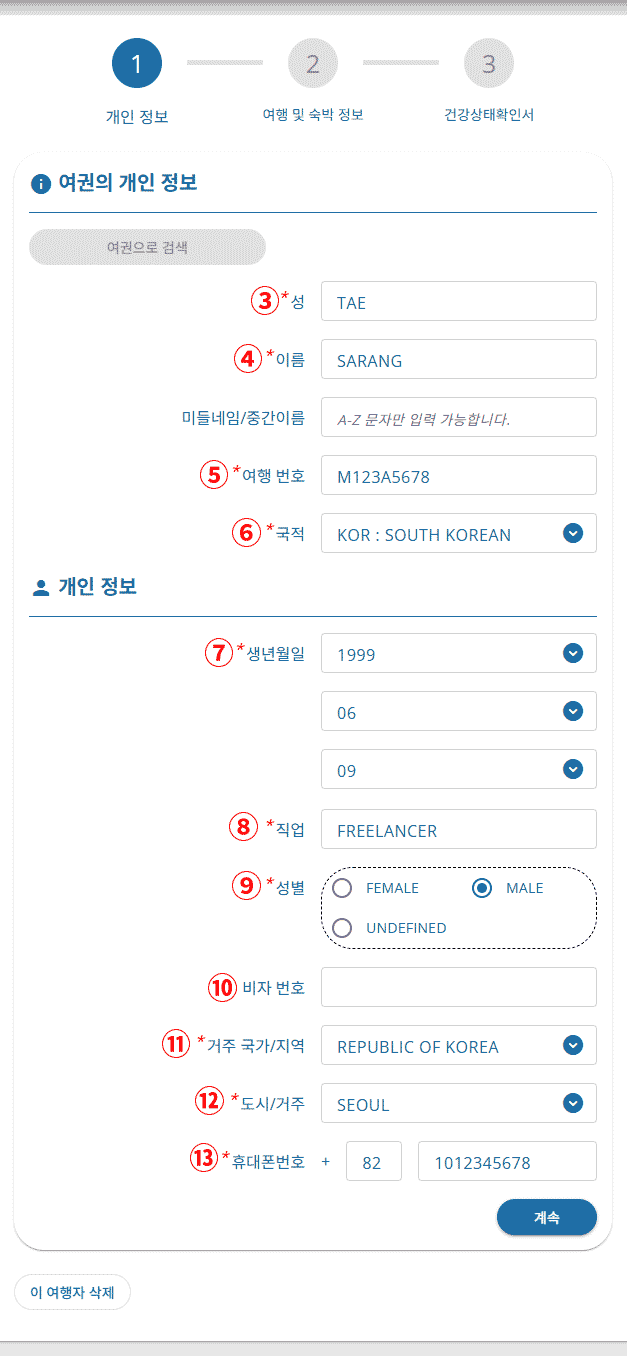 1 2 3
개인 정보 여행 및 숙박 정보 건강상태확인서
여권의 개인 정보
여권으로 검색
③ *성 TAE
④ *이름 SARANG
미들네임/중간이름 A-Z 문자만 입력 가능합니다.
⑤ *여행 번호 M123A5678
⑥ *국적 KOR : SOUTH KOREAN
개인 정보
⑦ *생년월일 1999
06
09
⑧ *직업 FREELANCER
⑨ *성별 FEMALE MALE
UNDEFINED
⑩ 비자 번호
⑪ *거주 국가/지역 REPUBLIC OF KOREA
⑫ *도시/거주 SEOUL
⑬ *휴대폰번호 + 82 1012345678
계속
이 여행자 삭제